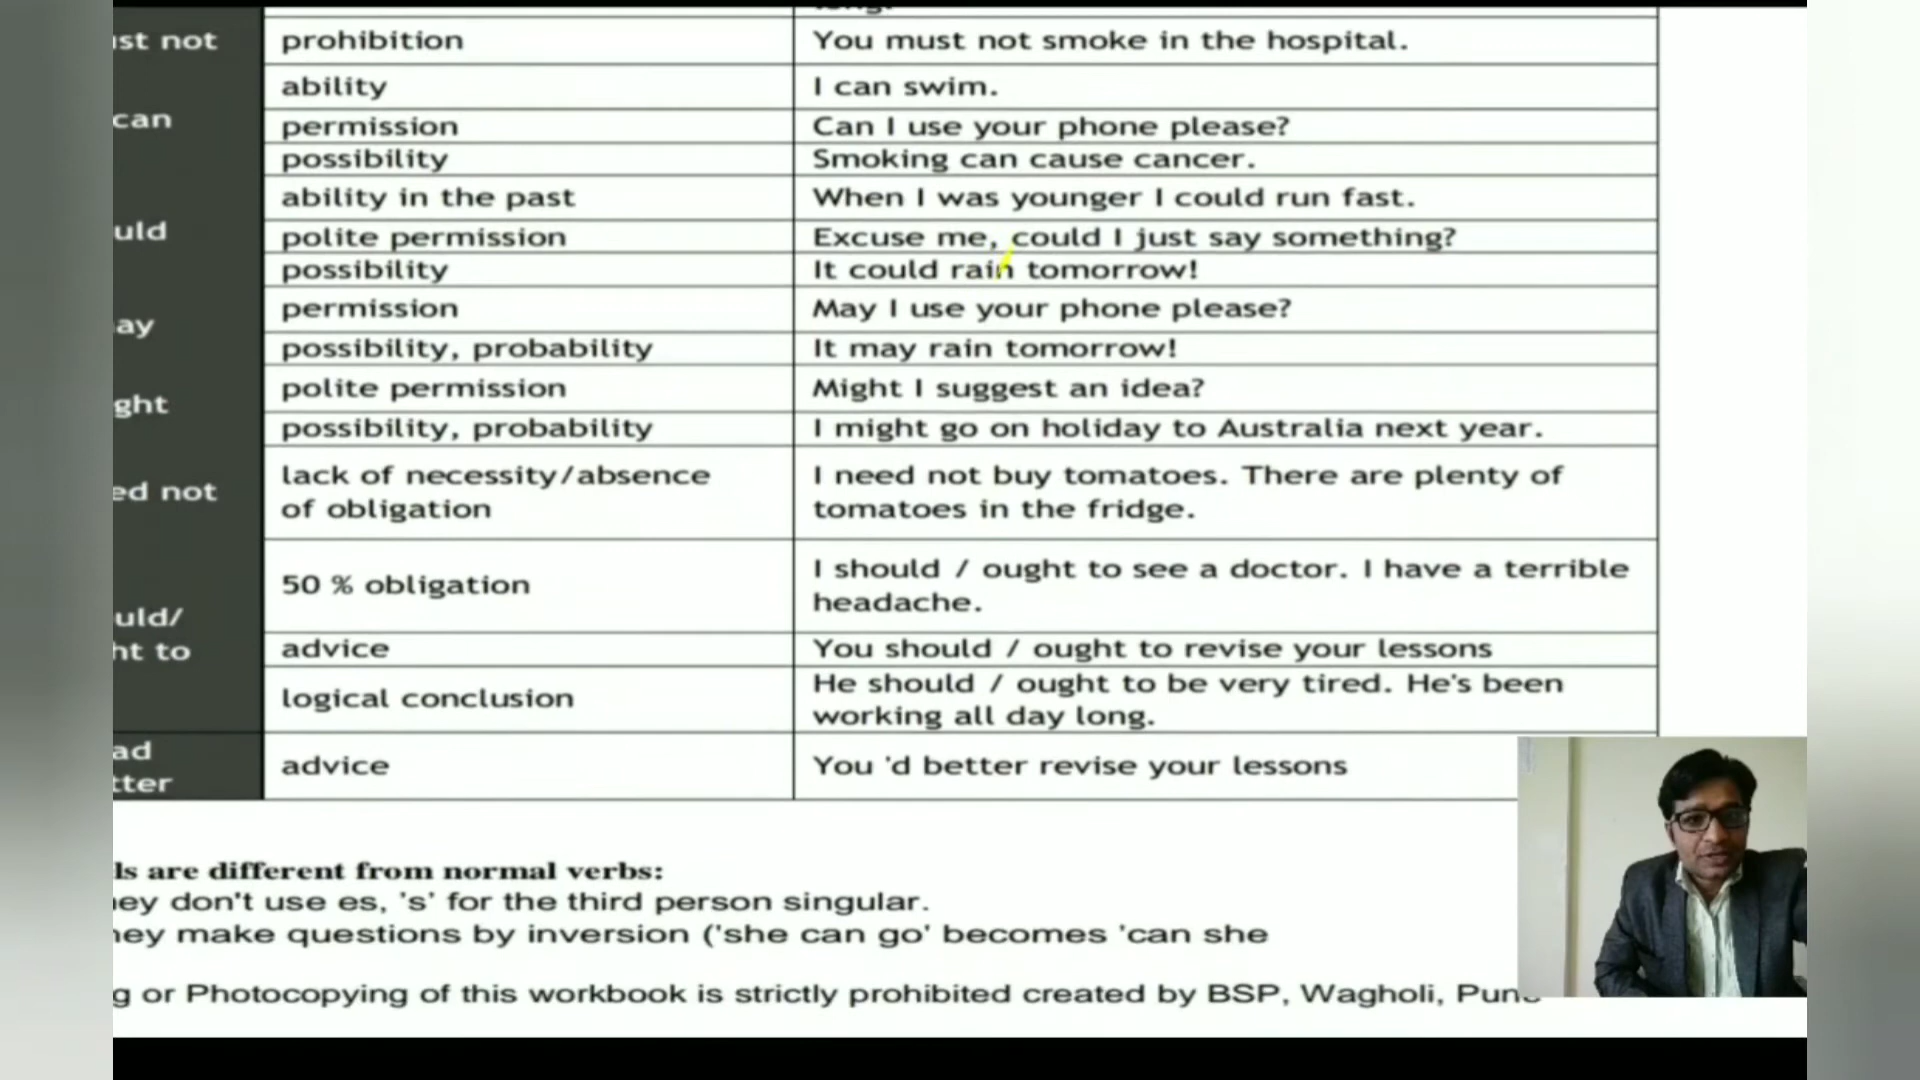 long.
ust not prohibition You must not smoke in the hospital.
ability I can swim.
can
permission Can I use your phone please?
possibility Smoking can cause cancer.
ability in the past When I was younger I could run fast.
uld polite permission Excuse me, could I just say something?
possibility It could rain tomorrow!
permission May I use your phone please?
ay
possibility, probability It may rain tomorrow!
polite permission Might I suggest an idea?
ght
possibility, probability I might go on holiday to Australia next year.
ed not lack of necessity/absence I need not buy tomatoes. There are plenty of
of obligation tomatoes in the fridge.
50 % obligation I should / ought to see a doctor. I have a terrible
headache.
uld/
ht to advice You should / ought to revise your lessons
logical conclusion He should / ought to be very tired. He's been
working all day long.
ad
tter advice You 'd better revise your lessons
ls are different from normal verbs:
hey don't use es, 's' for the third person singular.
hey make questions by inversion ('she can go' becomes 'can she
g or Photocopying of this workbook is strictly prohibited created by BSP, Wagholi, Pune